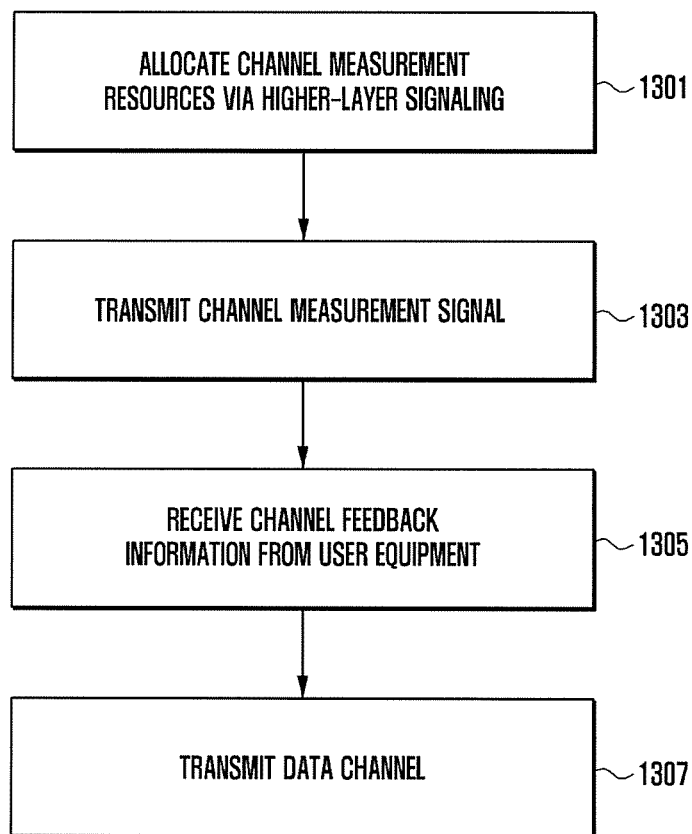 ALLOCATE CHANNEL MEASUREMENT
RESOURCES VIA HIGHER-LAYER SIGNALING
1301
TRANSMIT CHANNEL MEASUREMENT SIGNAL
1303
RECEIVE CHANNEL FEEDBACK
INFORMATION FROM USER EQUIPMENT
1305
TRANSMIT DATA CHANNEL
1307